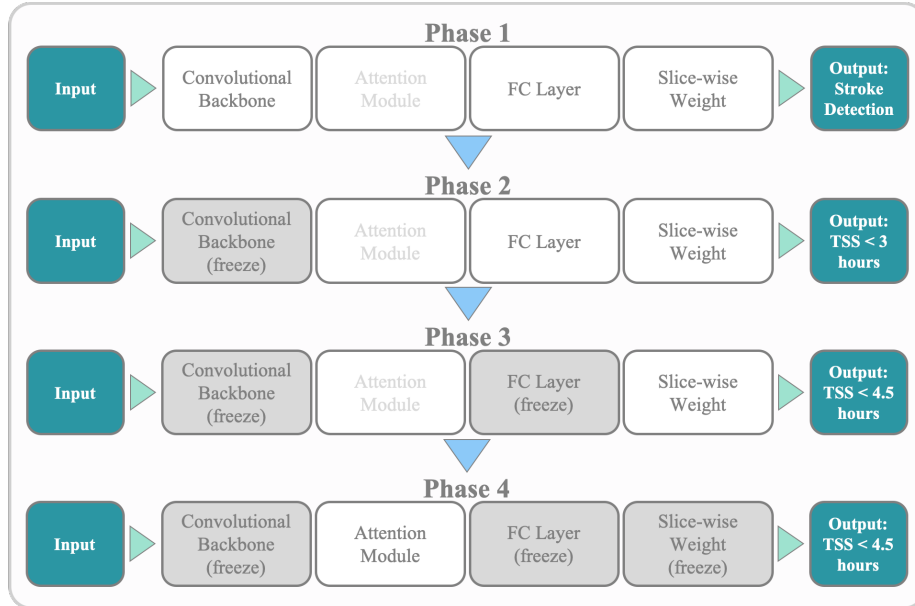 Phase 1
Input
Convolutional
Backbone
Attention
Module
FC Layer
Slice-wise
Weight
Output:
Stroke
Detection
Phase 2
Input
Convolutional
Backbone
(freeze)
Attention
Module
FC Layer
Slice-wise
Weight
Output:
TSS < 3
hours
Phase 3
Input
Convolutional
Backbone
(freeze)
Attention
Module
FC Layer
(freeze)
Slice-wise
Weight
Output:
TSS < 4.5
hours
Phase 4
Input
Convolutional
Backbone
(freeze)
Attention
Module
FC Layer
(freeze)
Slice-wise
Weight
(freeze)
Output:
TSS < 4.5
hours